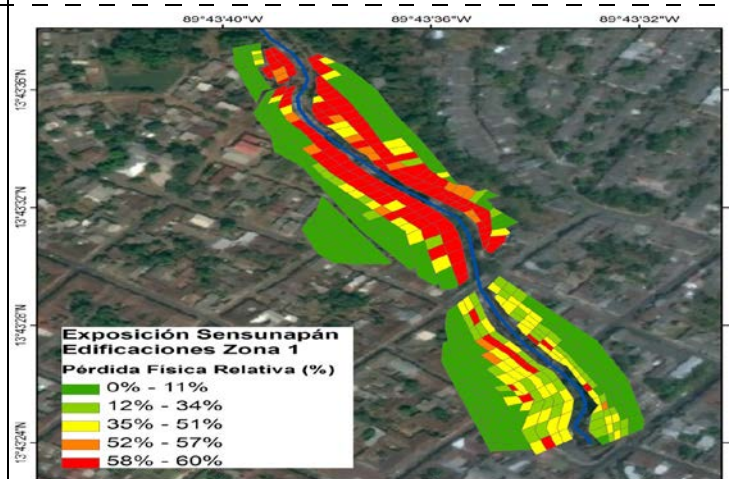 89°43'40"W 89°43'36"W 89°43'32"W
13°43'36"N
13°43'32"N
13°43'28"N
13°43'24"N
Exposición Sensunapán
Edificaciones Zona 1
Pérdida Física Relativa (%)
0% - 11%
12% - 34%
35% - 51%
52% - 57%
58% - 60%